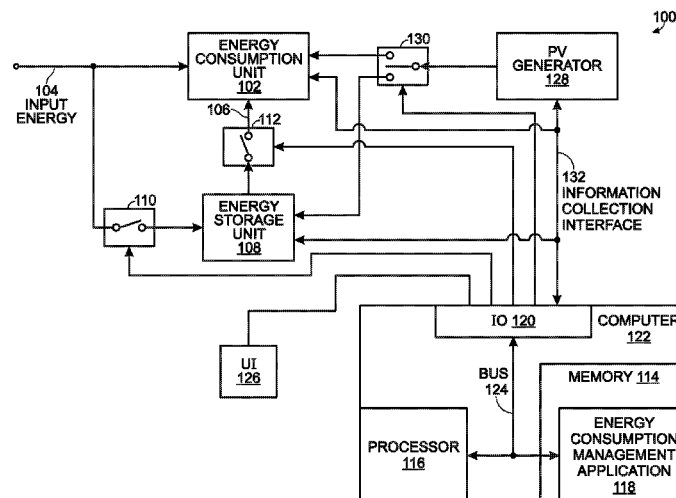 100
ENERGY
CONSUMPTION
UNIT
102
130
PV
GENERATOR
128
104
INPUT
ENERGY
106
112
132
INFORMATION
COLLECTION
INTERFACE
110
ENERGY
STORAGE
UNIT
108
IO 120
COMPUTER
122
UI
126
BUS
124
MEMORY 114
PROCESSOR
116
ENERGY
CONSUMPTION
MANAGEMENT
APPLICATION
118